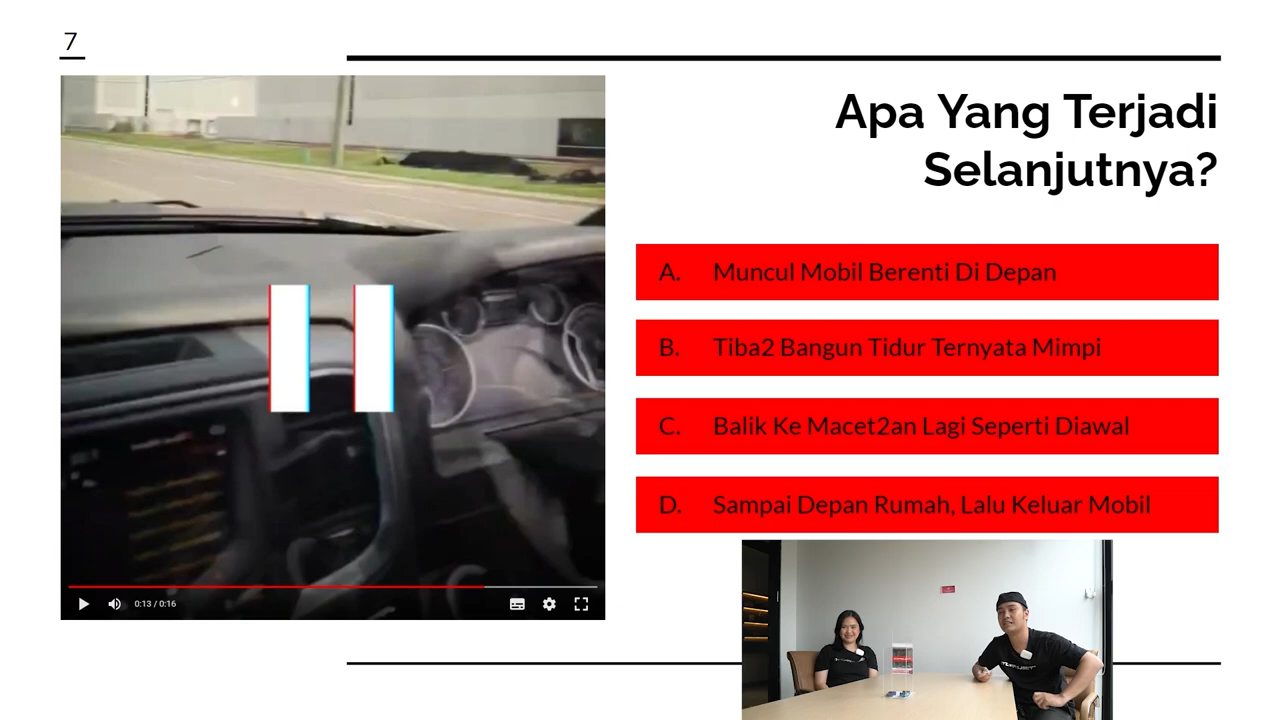 7
Apa Yang Terjadi
Selanjutnya?
A. Muncul Mobil Berenti Di Depan
B. Tiba2 Bangun Tidur Ternyata Mimpi
C. Balik Ke Macet2an Lagi Seperti Diawal
D. Sampai Depan Rumah, Lalu Keluar Mobil
0:13 / 0:16